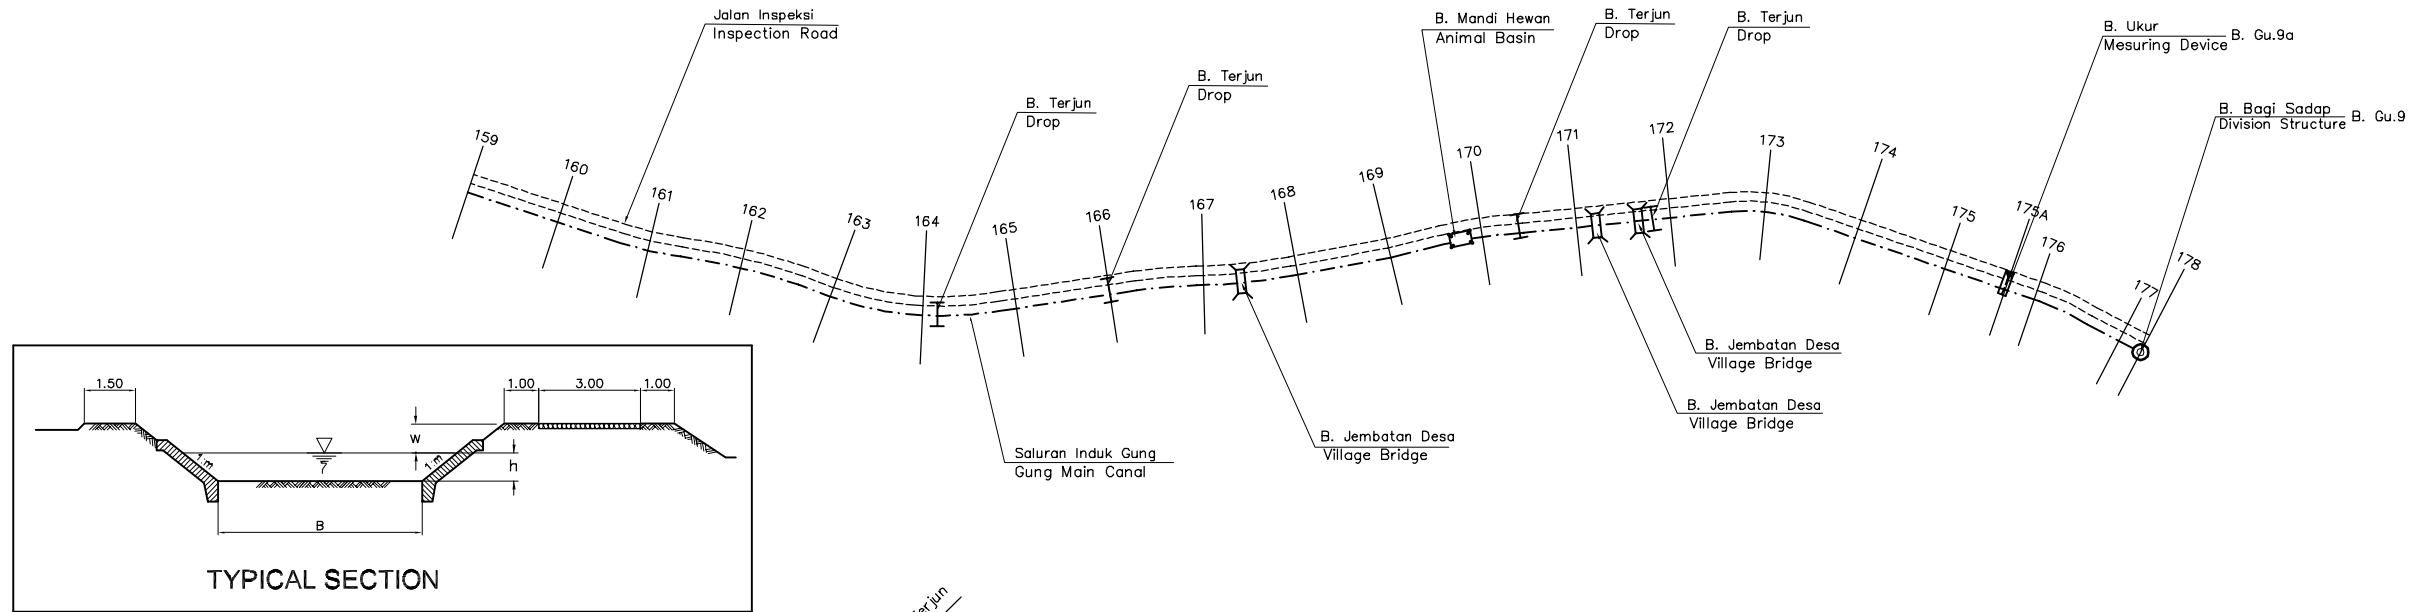 Jalan Inspeksi
Inspection Road
B. Terjun
Drop
B. Terjun
Drop
B. Mandi Hewan
Animal Basin
B. Terjun
Drop
B. Terjun
Drop
B. Ukur
Mesuring Device
B. Gu.9a
B. Bagi Sadap
Division Structure
B. Gu.9
159
160
161
162
163
164
165
166
167
168
169
170
171
172
173
174
175
175A
176
177
178
Saluran Induk Gung
Gung Main Canal
B. Jembatan Desa
Village Bridge
B. Jembatan Desa
Village Bridge
B. Jembatan Desa
Village Bridge
1.50
1.00
3.00
1.00
W
h
1:m
1:m
B
TYPICAL SECTION